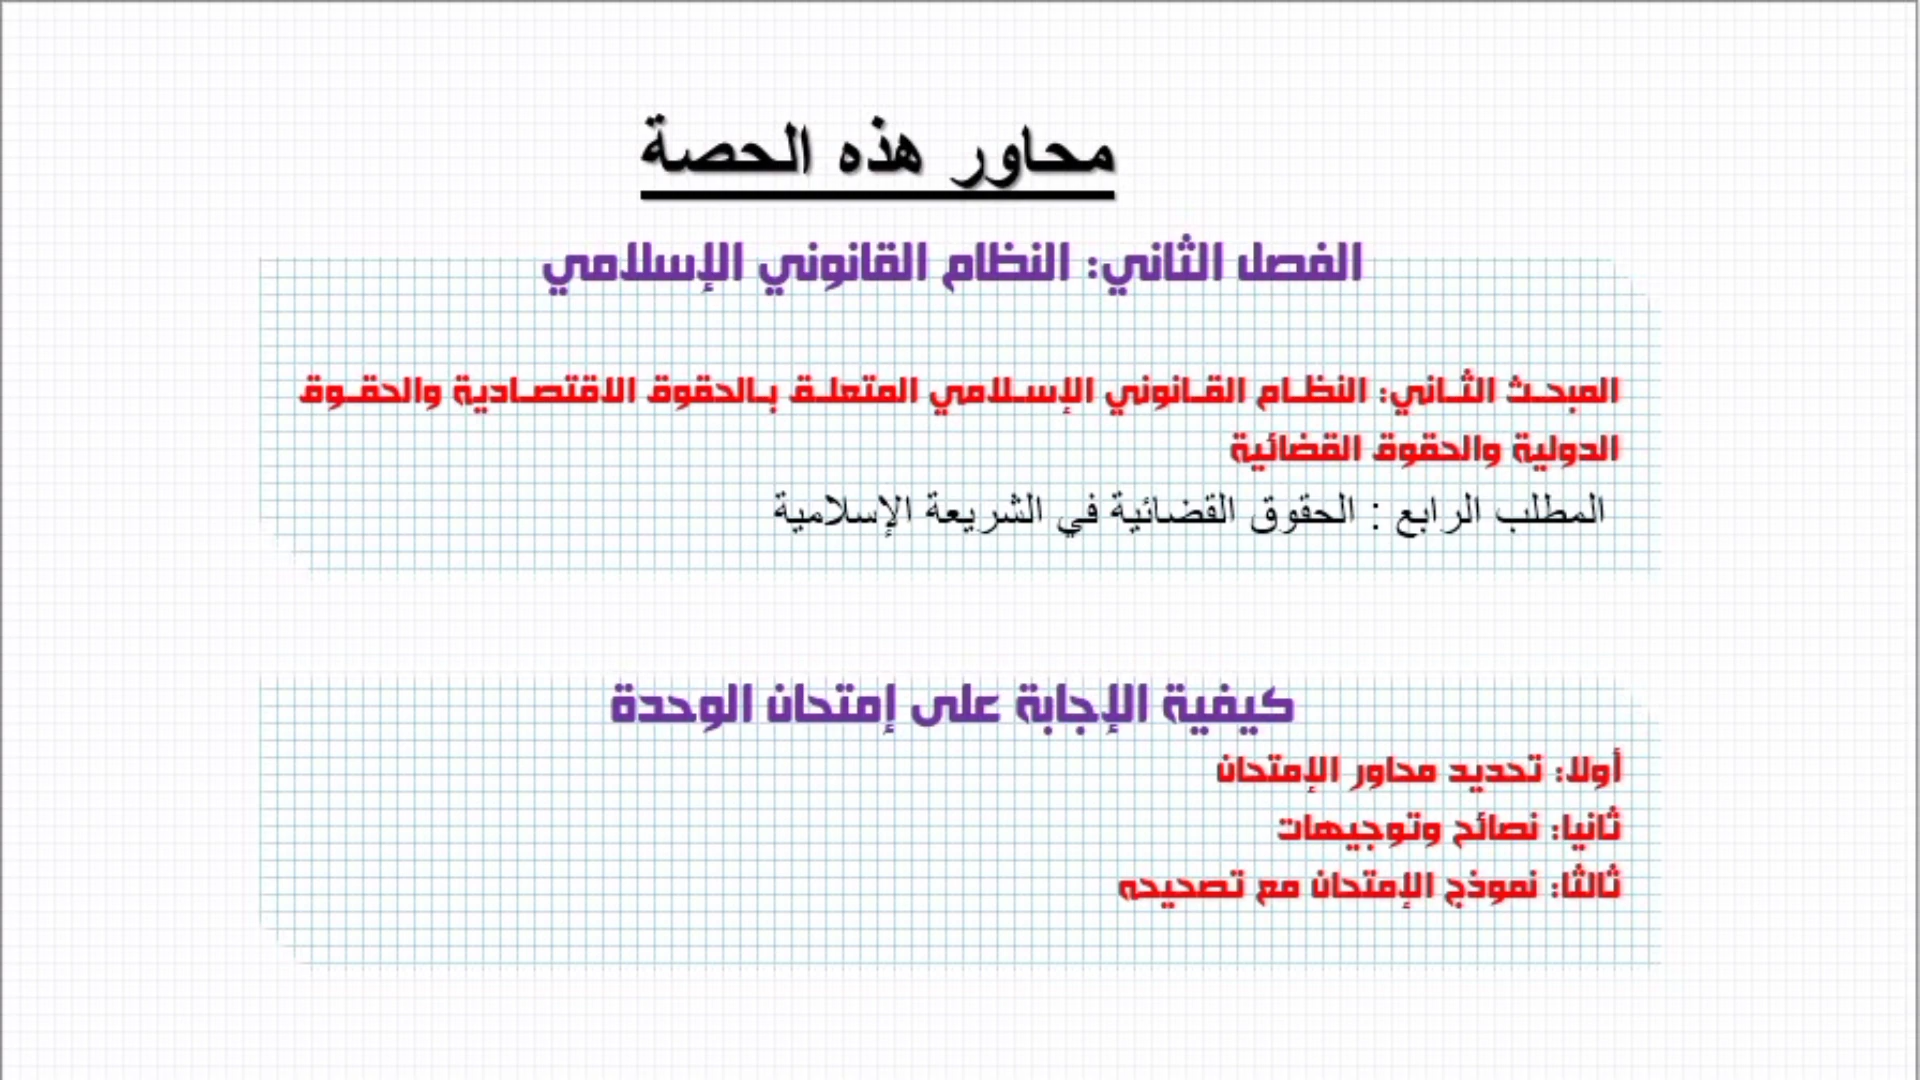 محاور هذه الحصة
الفصل الثاني: النظام القانوني الإسلامي
المبحث الثاني: النظام القانوني الإسلامي المتعلق بالحقوق الاقتصادية والحقوق
الدولية والحقوق القضائية
المطلب الرابع : الحقوق القضائية في الشريعة الإسلامية
كيفية الإجابة على إمتحان الوحدة
أولا: تحديد محاور الإمتحان
ثانيا: نصائح وتوجيهات
ثالثا: نموذج الإمتحان مع تصحيحه